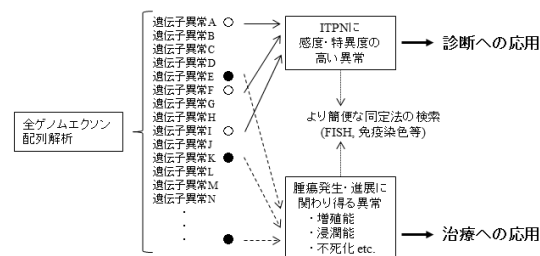 全ゲノムエクソン
配列解析
遺伝子異常A
遺伝子異常B
遺伝子異常C
遺伝子異常D
遺伝子異常E
遺伝子異常F
遺伝子異常G
遺伝子異常H
遺伝子異常I
遺伝子異常J
遺伝子異常K
遺伝子異常L
遺伝子異常M
遺伝子異常N
・
・
・
ITPNに
感度・特異度の
高い異常
診断への応用
より簡便な同定法の検索
(FISH, 免疫染色等)
腫瘍発生・進展に
関わり得る異常
・増殖能
・浸潤能
・不死化 etc.
治療への応用